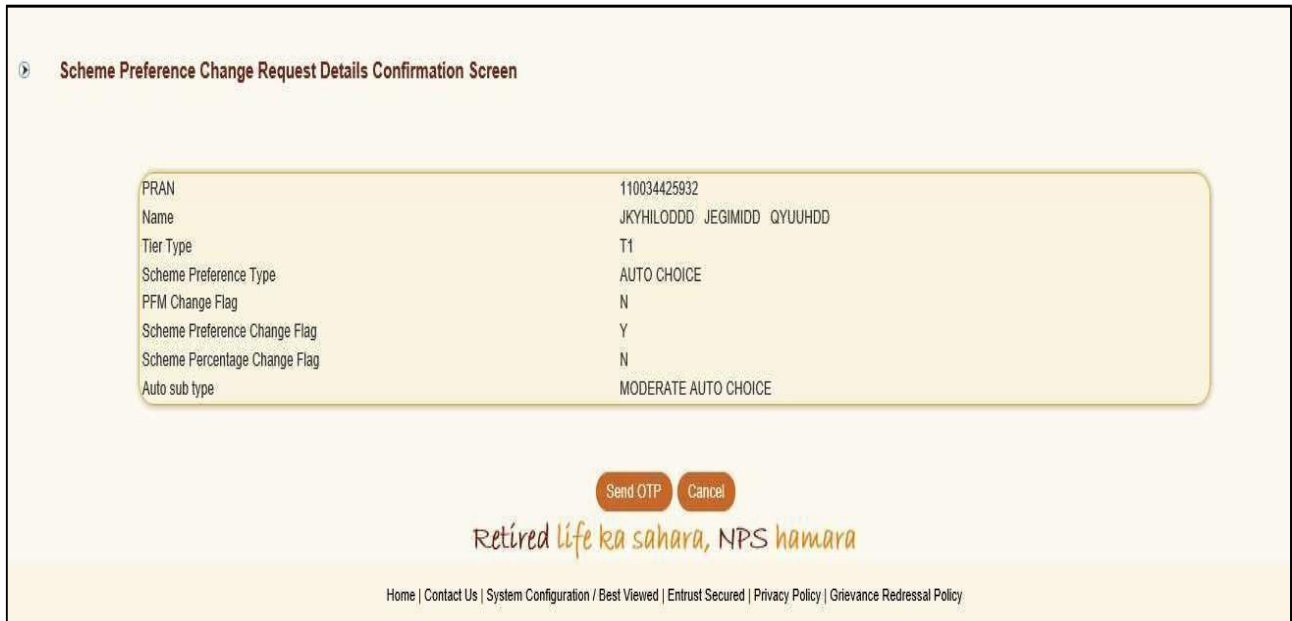 Scheme Preference Change Request Details Confirmation Screen
PRAN 110034425932
Name JKYHILODDD JEGIMIDD QYUUHDD
Tier Type T1
Scheme Preference Type AUTO CHOICE
PFM Change Flag N
Scheme Preference Change Flag Y
Scheme Percentage Change Flag N
Auto sub type MODERATE AUTO CHOICE
Send OTP Cancel
Retired life ka sahara, NPS hamara
Home | Contact Us | System Configuration / Best Viewed | Entrust Secured | Privacy Policy | Grievance Redressal Policy